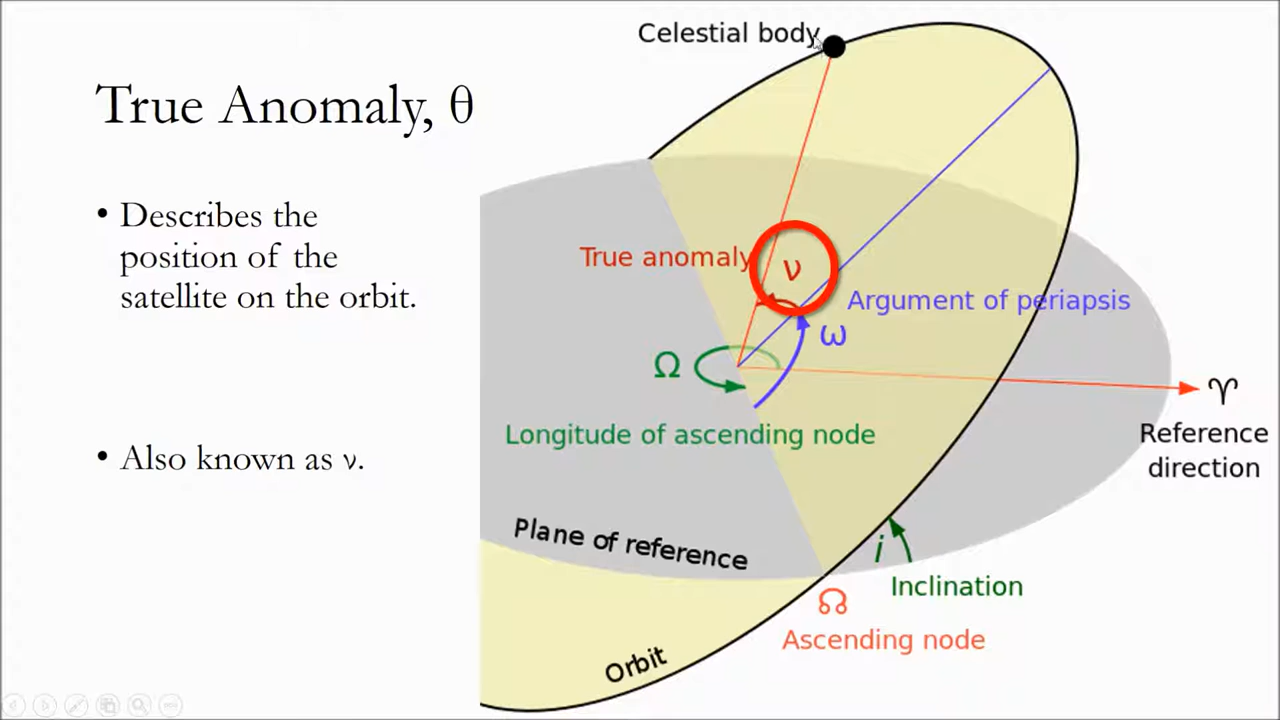 True Anomaly, θ
• Describes the
position of the
satellite on the orbit.
• Also known as ν.
Celestial body
True anomaly
ν
Argument of periapsis
ω
Ω
Longitude of ascending node
♈
Reference
direction
Plane of reference
i
Inclination
☊
Ascending node
Orbit